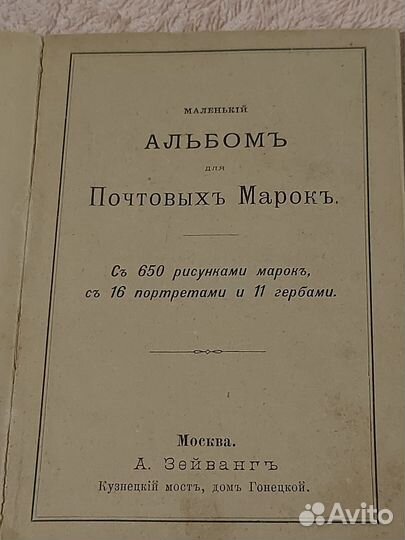 МАЛЕНЬКІЙ
АЛЬБОМЪ
для
Почтовыхъ Марокъ.
Съ 650 рисунками марокъ,
съ 16 портретами и 11 гербами.
Москва.
А. Зейвангъ
Кузнецкій мостъ, домъ Гонецкой.
Avito